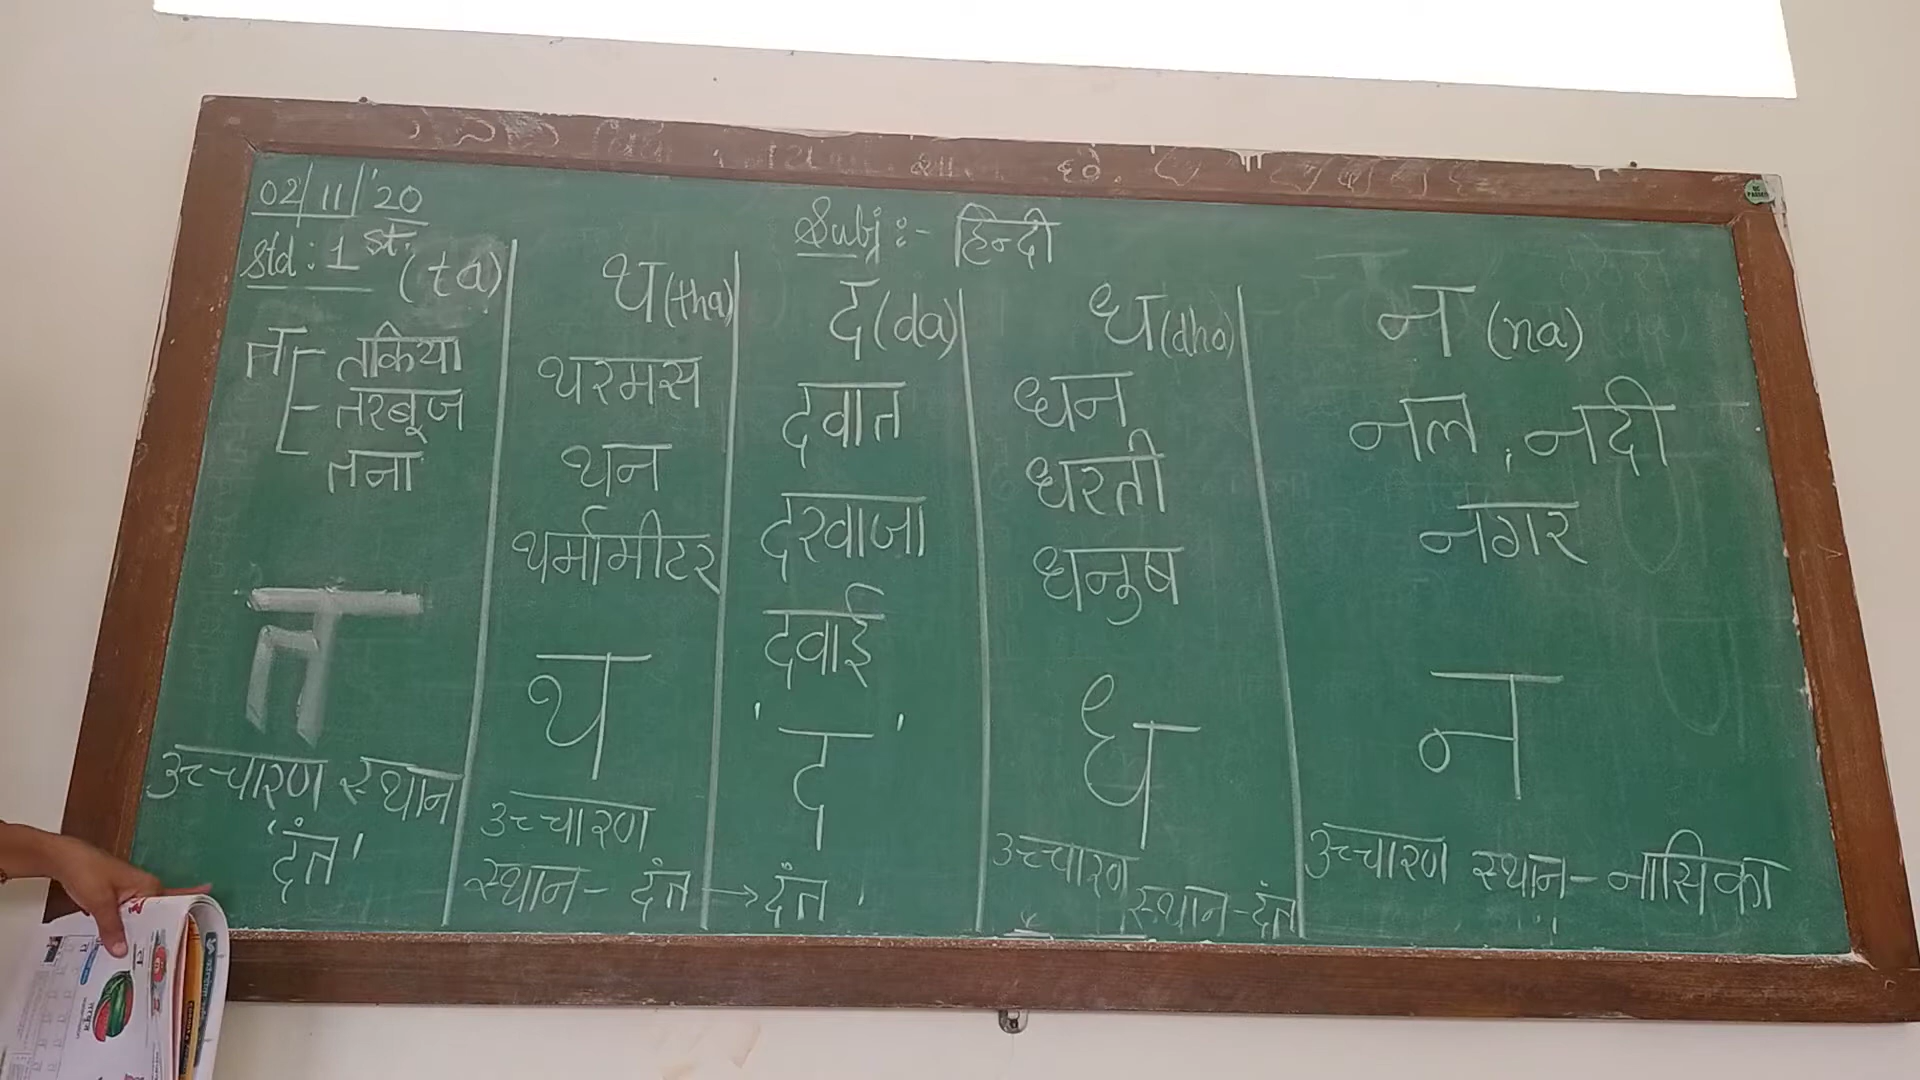 02/11/'20
Std : 1st.
Subj :- हिन्दी
(ta)
त - तकिया
- तरबूज
तना
त
उच्चारण स्थान
'दंत'
थ (tha)
थरमस
थन
थर्मामीटर
थ
उच्चारण
स्थान - दंत →
द (da)
दवात
दरवाजा
दवाई
' द '
दंत
ध (dha)
धन
धरती
धनुष
ध
उच्चारण
स्थान - दंत
न (na)
नल , नदी
नगर
न
उच्चारण स्थान - नासिका